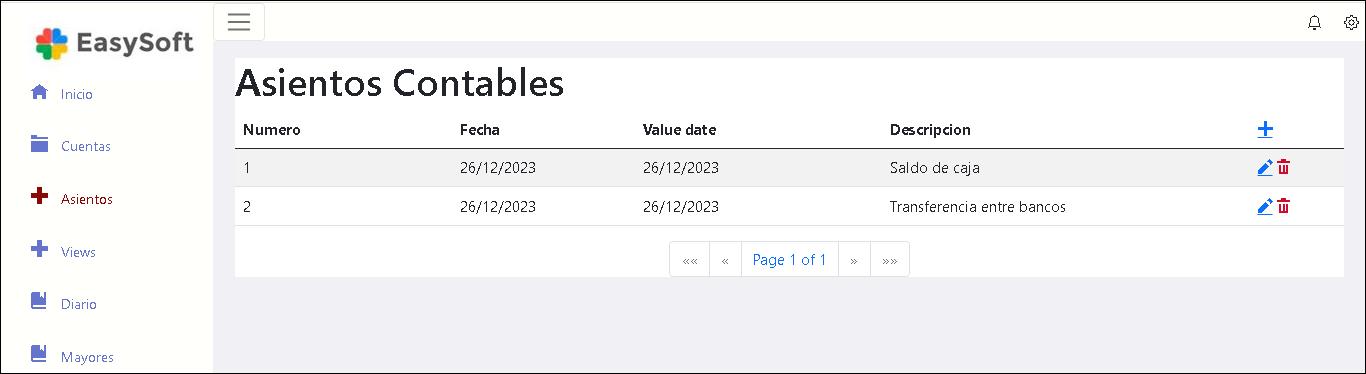 EasySoft
Inicio
Cuentas
Asientos
Views
Diario
Mayores
Asientos Contables
Numero Fecha Value date Descripcion
1 26/12/2023 26/12/2023 Saldo de caja
2 26/12/2023 26/12/2023 Transferencia entre bancos
«« « Page 1 of 1 » »»